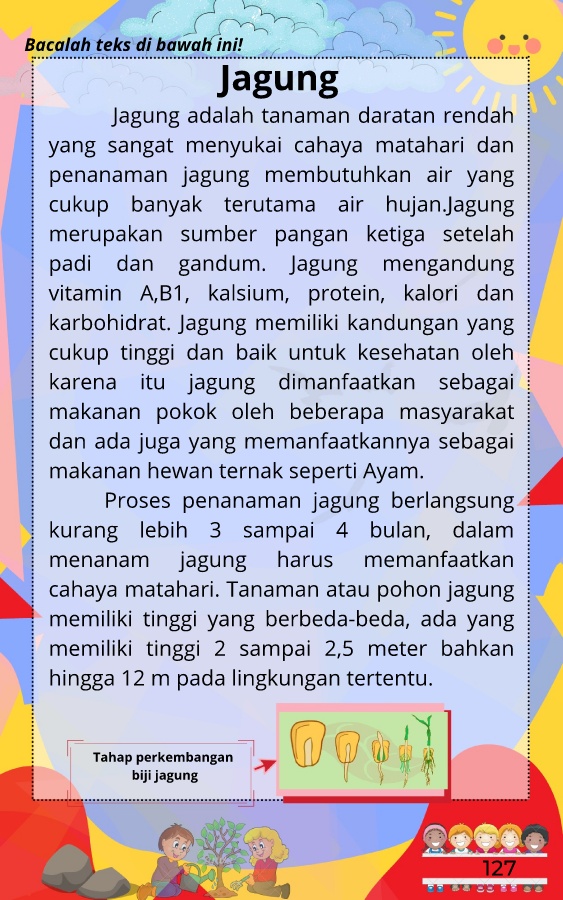 Bacalah teks di bawah ini!
Jagung
Jagung adalah tanaman daratan rendah
yang sangat menyukai cahaya matahari dan
penanaman jagung membutuhkan air yang
cukup banyak terutama air hujan.Jagung
merupakan sumber pangan ketiga setelah
padi dan gandum. Jagung mengandung
vitamin A,B1, kalsium, protein, kalori dan
karbohidrat. Jagung memiliki kandungan yang
cukup tinggi dan baik untuk kesehatan oleh
karena itu jagung dimanfaatkan sebagai
makanan pokok oleh beberapa masyarakat
dan ada juga yang memanfaatkannya sebagai
makanan hewan ternak seperti Ayam.
Proses penanaman jagung berlangsung
kurang lebih 3 sampai 4 bulan, dalam
menanam jagung harus memanfaatkan
cahaya matahari. Tanaman atau pohon jagung
memiliki tinggi yang berbeda-beda, ada yang
memiliki tinggi 2 sampai 2,5 meter bahkan
hingga 12 m pada lingkungan tertentu.
Tahap perkembangan
biji jagung
127